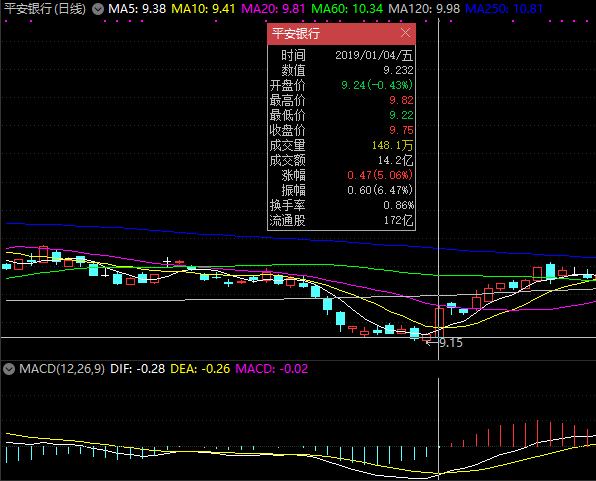 平安银行(日线) MA5: 9.38 MA10: 9.41 MA20: 9.81 MA60: 10.34 MA120: 9.98 MA250: 10.81
平安银行
时间 2019/01/04/五
数值 9.232
开盘价 9.24(-0.43%)
最高价 9.82
最低价 9.22
收盘价 9.75
成交量 148.1万
成交额 14.2亿
涨幅 0.47(5.06%)
振幅 0.60(6.47%)
换手率 0.86%
流通股 172亿
9.15
MACD(12,26,9) DIF: -0.28 DEA: -0.26 MACD: -0.02